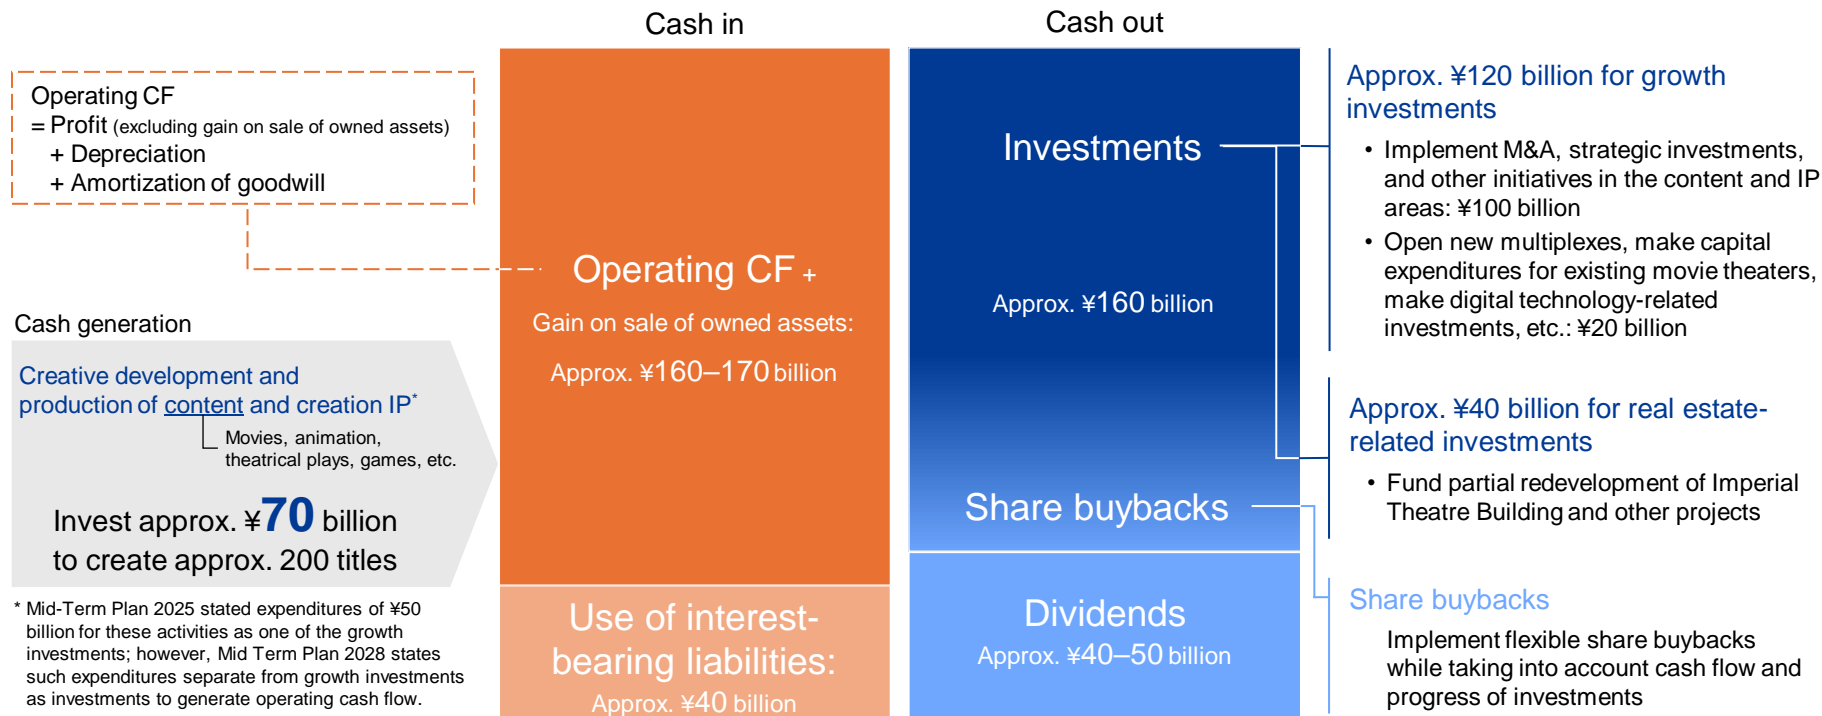 Cash in
Cash out
Operating CF
= Profit (excluding gain on sale of owned assets)
+ Depreciation
+ Amortization of goodwill
Cash generation
Creative development and
production of content and creation IP*
Movies, animation,
theatrical plays, games, etc.
Invest approx. ¥70 billion
to create approx. 200 titles
* Mid-Term Plan 2025 stated expenditures of ¥50
billion for these activities as one of the growth
investments; however, Mid Term Plan 2028 states
such expenditures separate from growth investments
as investments to generate operating cash flow.
Operating CF +
Gain on sale of owned assets:
Approx. ¥160–170 billion
Use of interest-
bearing liabilities:
Approx. ¥40 billion
Investments
Approx. ¥160 billion
Share buybacks
Dividends
Approx. ¥40–50 billion
Approx. ¥120 billion for growth
investments
• Implement M&A, strategic investments,
and other initiatives in the content and IP
areas: ¥100 billion
• Open new multiplexes, make capital
expenditures for existing movie theaters,
make digital technology-related
investments, etc.: ¥20 billion
Approx. ¥40 billion for real estate-
related investments
• Fund partial redevelopment of Imperial
Theatre Building and other projects
Share buybacks
Implement flexible share buybacks
while taking into account cash flow and
progress of investments